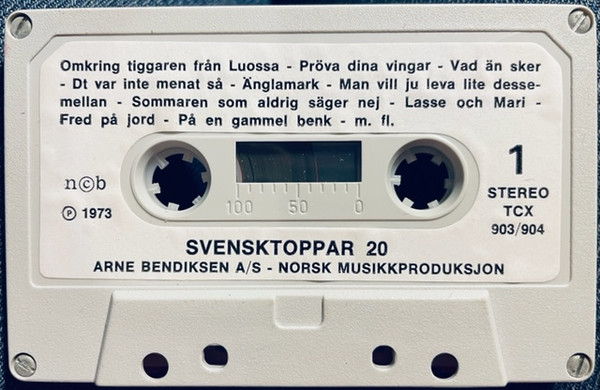 Omkring tiggaren från Luossa - Pröva dina vingar - Vad än sker
- Dt var inte menat så - Änglamark - Man vill ju leva lite desse-
mellan - Sommaren som aldrig säger nej - Lasse och Mari -
Fred på jord - På en gammel benk - m. fl.
n©b
℗ 1973
100 50 0
1
STEREO
TCX
903/904
SVENSKTOPPAR 20
ARNE BENDIKSEN A/S - NORSK MUSIKKPRODUKSJON